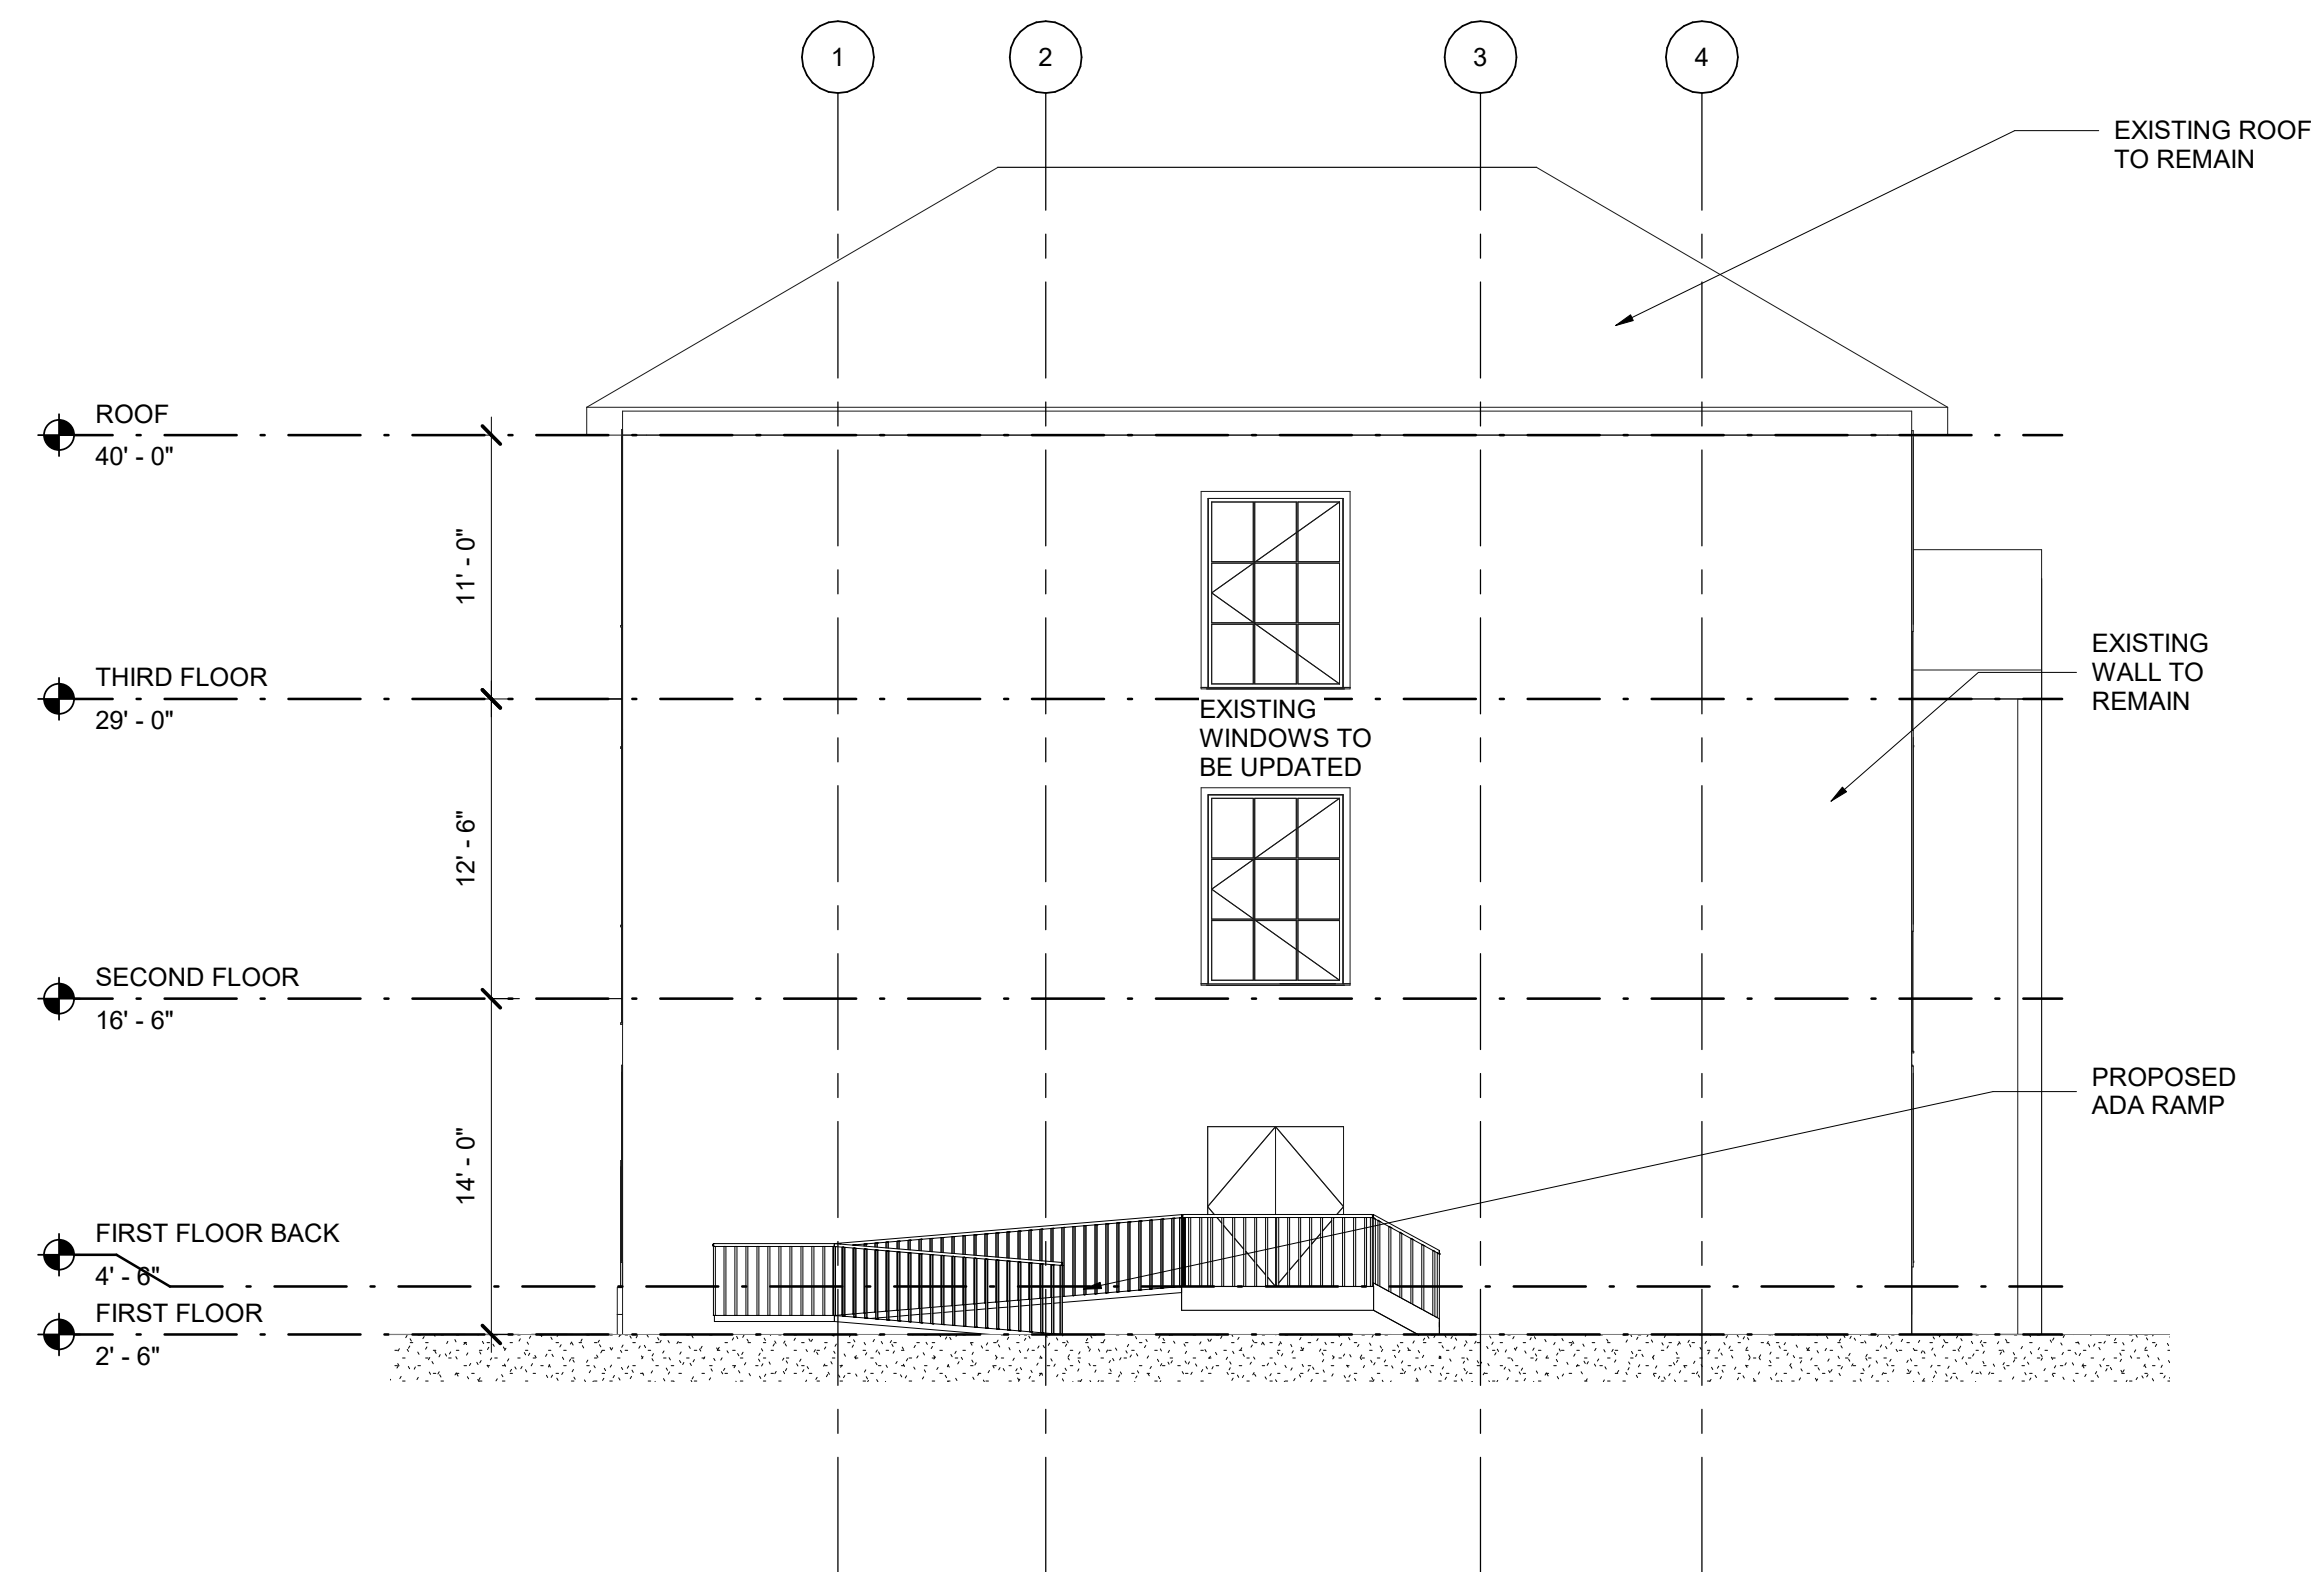 1
2
3
4
EXISTING ROOF
TO REMAIN
ROOF
40' - 0"
11' - 0"
THIRD FLOOR
29' - 0"
EXISTING
WALL TO
REMAIN
EXISTING
WINDOWS TO
BE UPDATED
12' - 6"
SECOND FLOOR
16' - 6"
PROPOSED
ADA RAMP
14' - 0"
FIRST FLOOR BACK
4' - 6"
FIRST FLOOR
2' - 6"